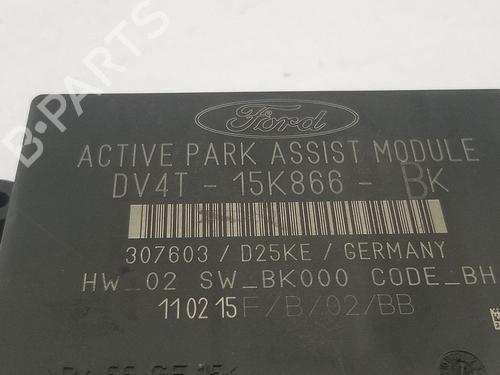 Ford
ACTIVE PARK ASSIST MODULE
DV4T - 15K866 - BK
307603 / D25KE / GERMANY
HW_02 SW_BK000 CODE_BH
110215F/B/02/BB
B-PARTS